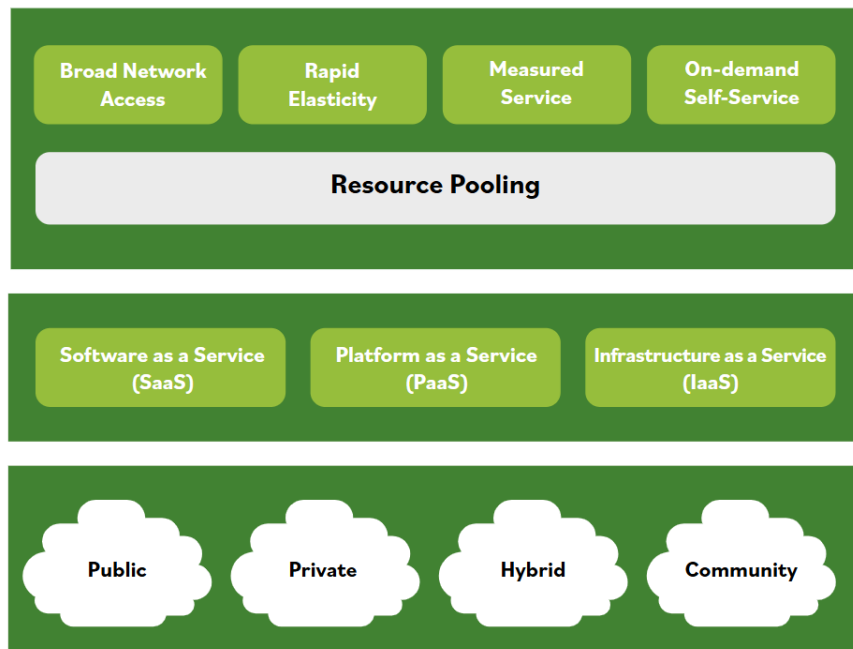 Broad Network
Access
Rapid
Elasticity
Measured
Service
On-demand
Self-Service
Resource Pooling
Software as a Service
(SaaS)
Platform as a Service
(PaaS)
Infrastructure as a Service
(IaaS)
Public
Private
Hybrid
Community